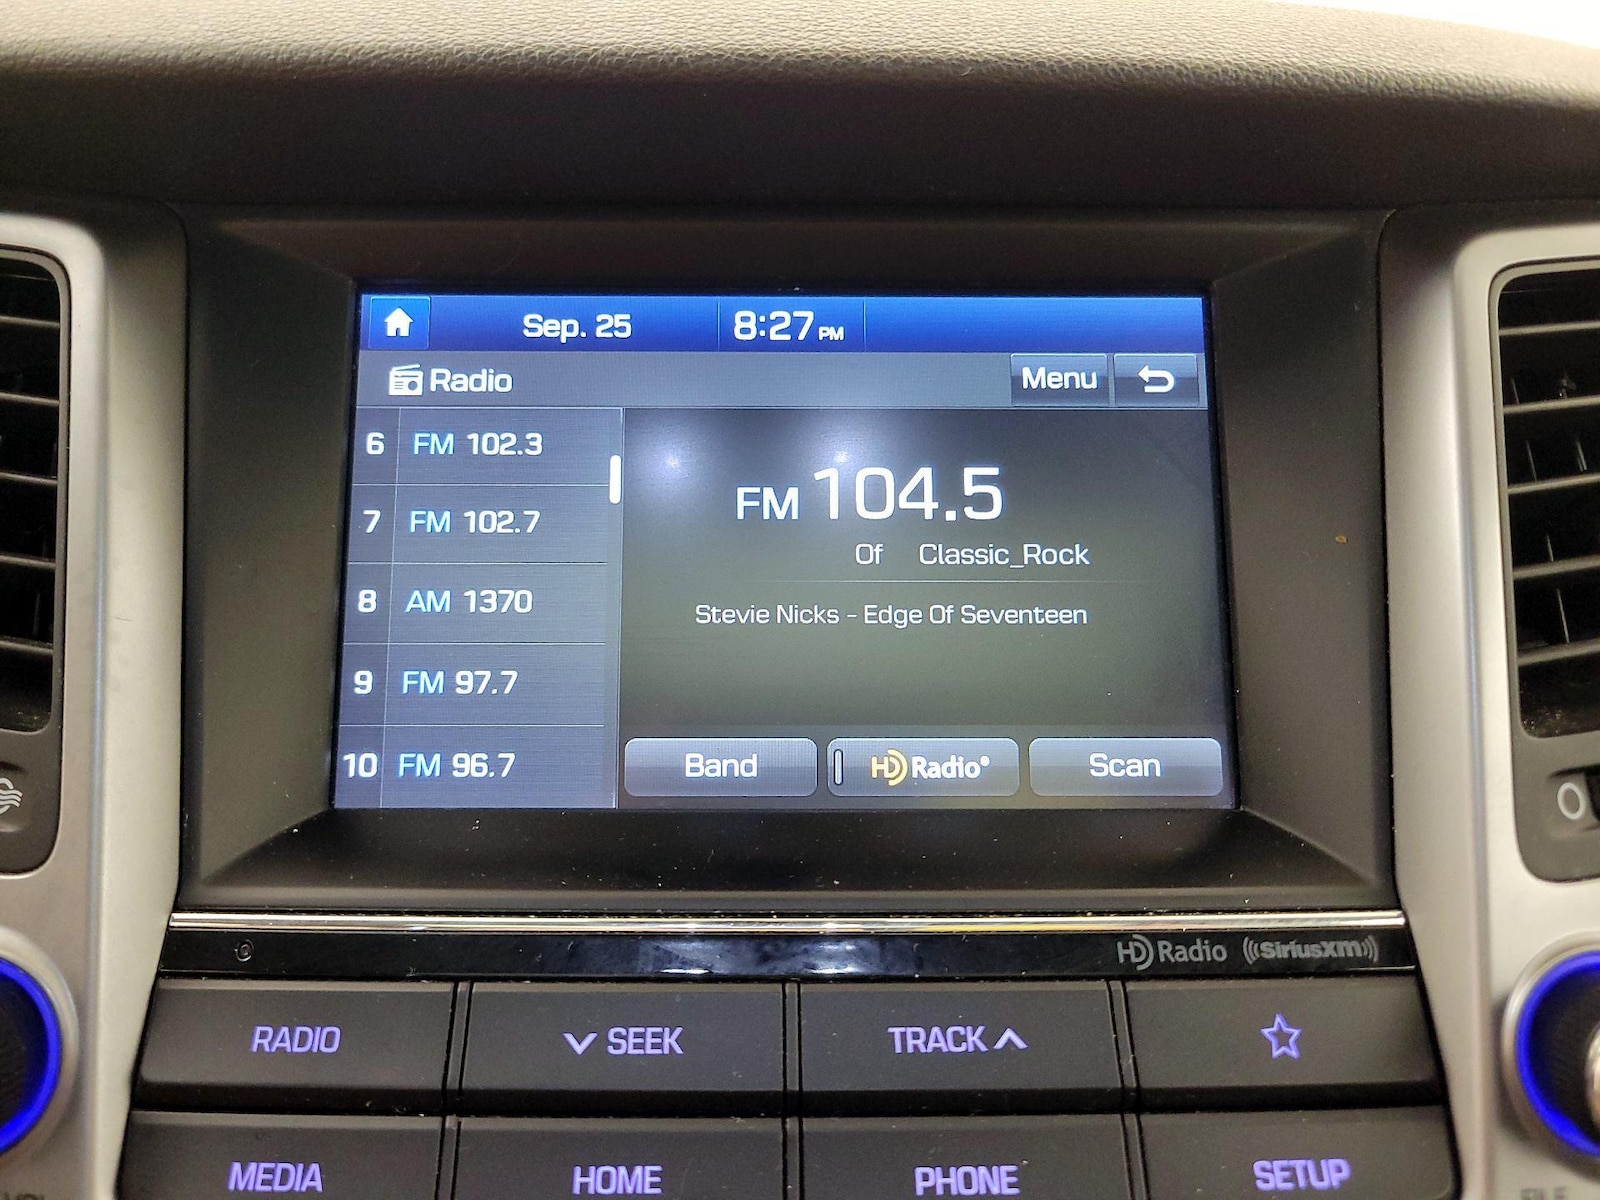 Sep. 25 8:27 PM
Radio Menu
6 FM 102.3
7 FM 102.7
8 AM 1370
9 FM 97.7
10 FM 96.7
FM 104.5
Of Classic_Rock
Stevie Nicks - Edge Of Seventeen
Band HD Radio® Scan
HD Radio ((SiriusXM))
RADIO SEEK TRACK
MEDIA HOME PHONE SETUP